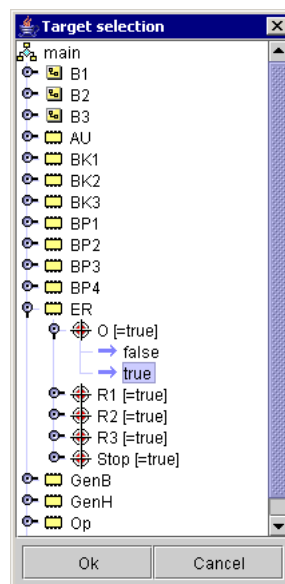 Target selection
main
B1
B2
B3
AU
BK1
BK2
BK3
BP1
BP2
BP3
BP4
ER
O [=true]
false
true
R1 [=true]
R2 [=true]
R3 [=true]
Stop [=true]
GenB
GenH
Op
Ok Cancel